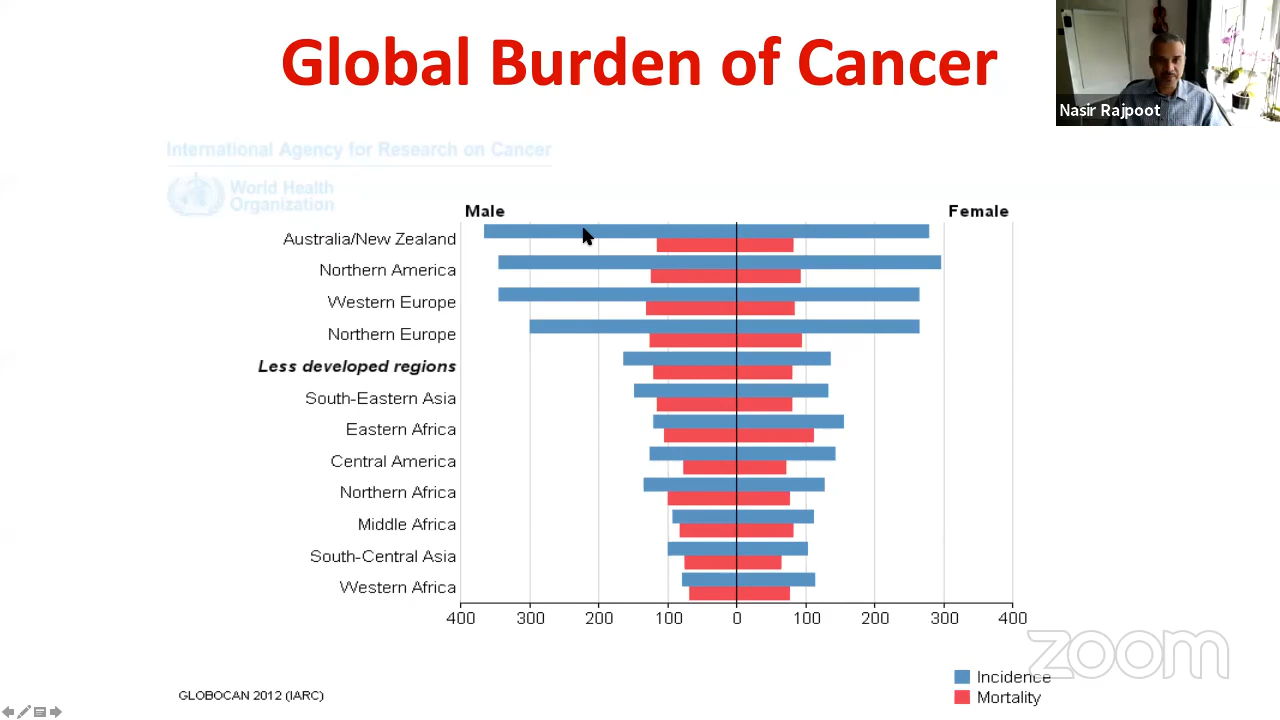 Global Burden of Cancer
Nasir Rajpoot
International Agency for Research on Cancer
World Health
Organization
Male
Female
Australia/New Zealand
Northern America
Western Europe
Northern Europe
Less developed regions
South-Eastern Asia
Eastern Africa
Central America
Northern Africa
Middle Africa
South-Central Asia
Western Africa
400 300 200 100 0 100 200 300 400
zoom
Incidence
Mortality
GLOBOCAN 2012 (IARC)